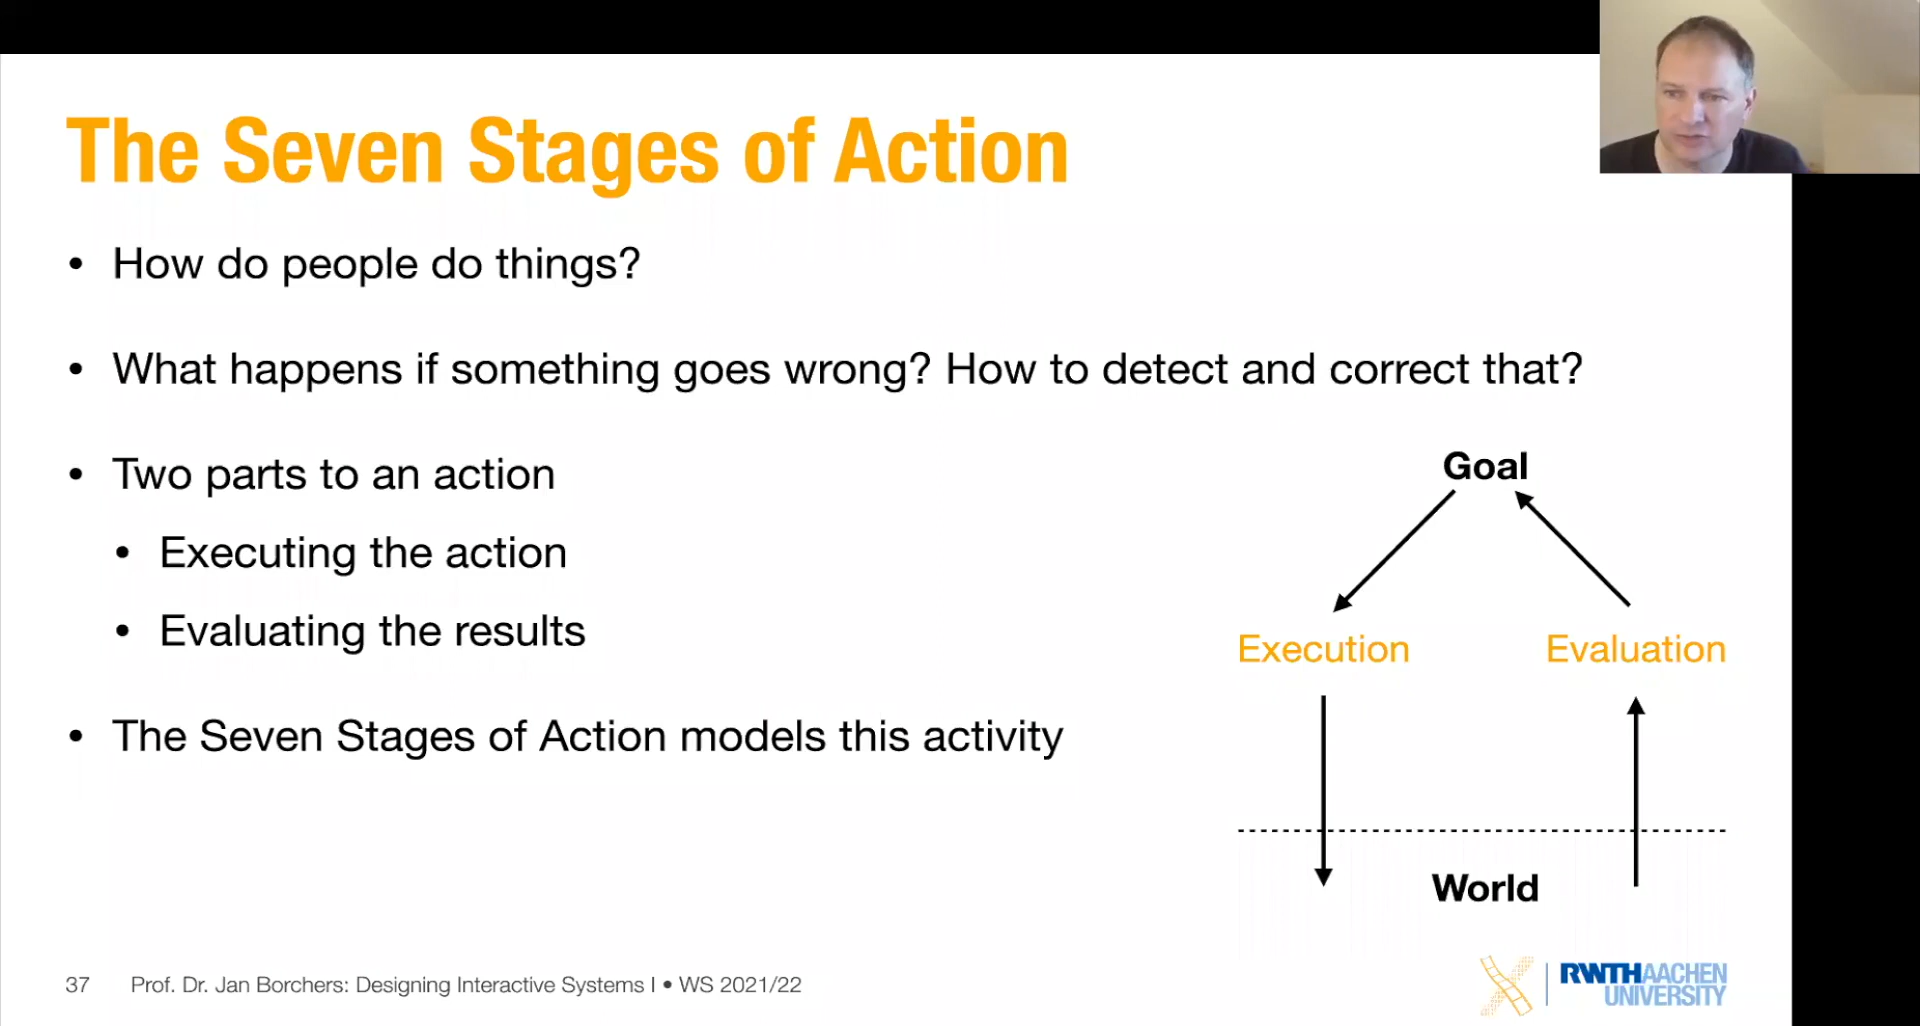 The Seven Stages of Action
• How do people do things?
• What happens if something goes wrong? How to detect and correct that?
• Two parts to an action
• Executing the action
• Evaluating the results
• The Seven Stages of Action models this activity
Goal
Execution
Evaluation
World
37 Prof. Dr. Jan Borchers: Designing Interactive Systems I • WS 2021/22
RWTHAACHEN
UNIVERSITY